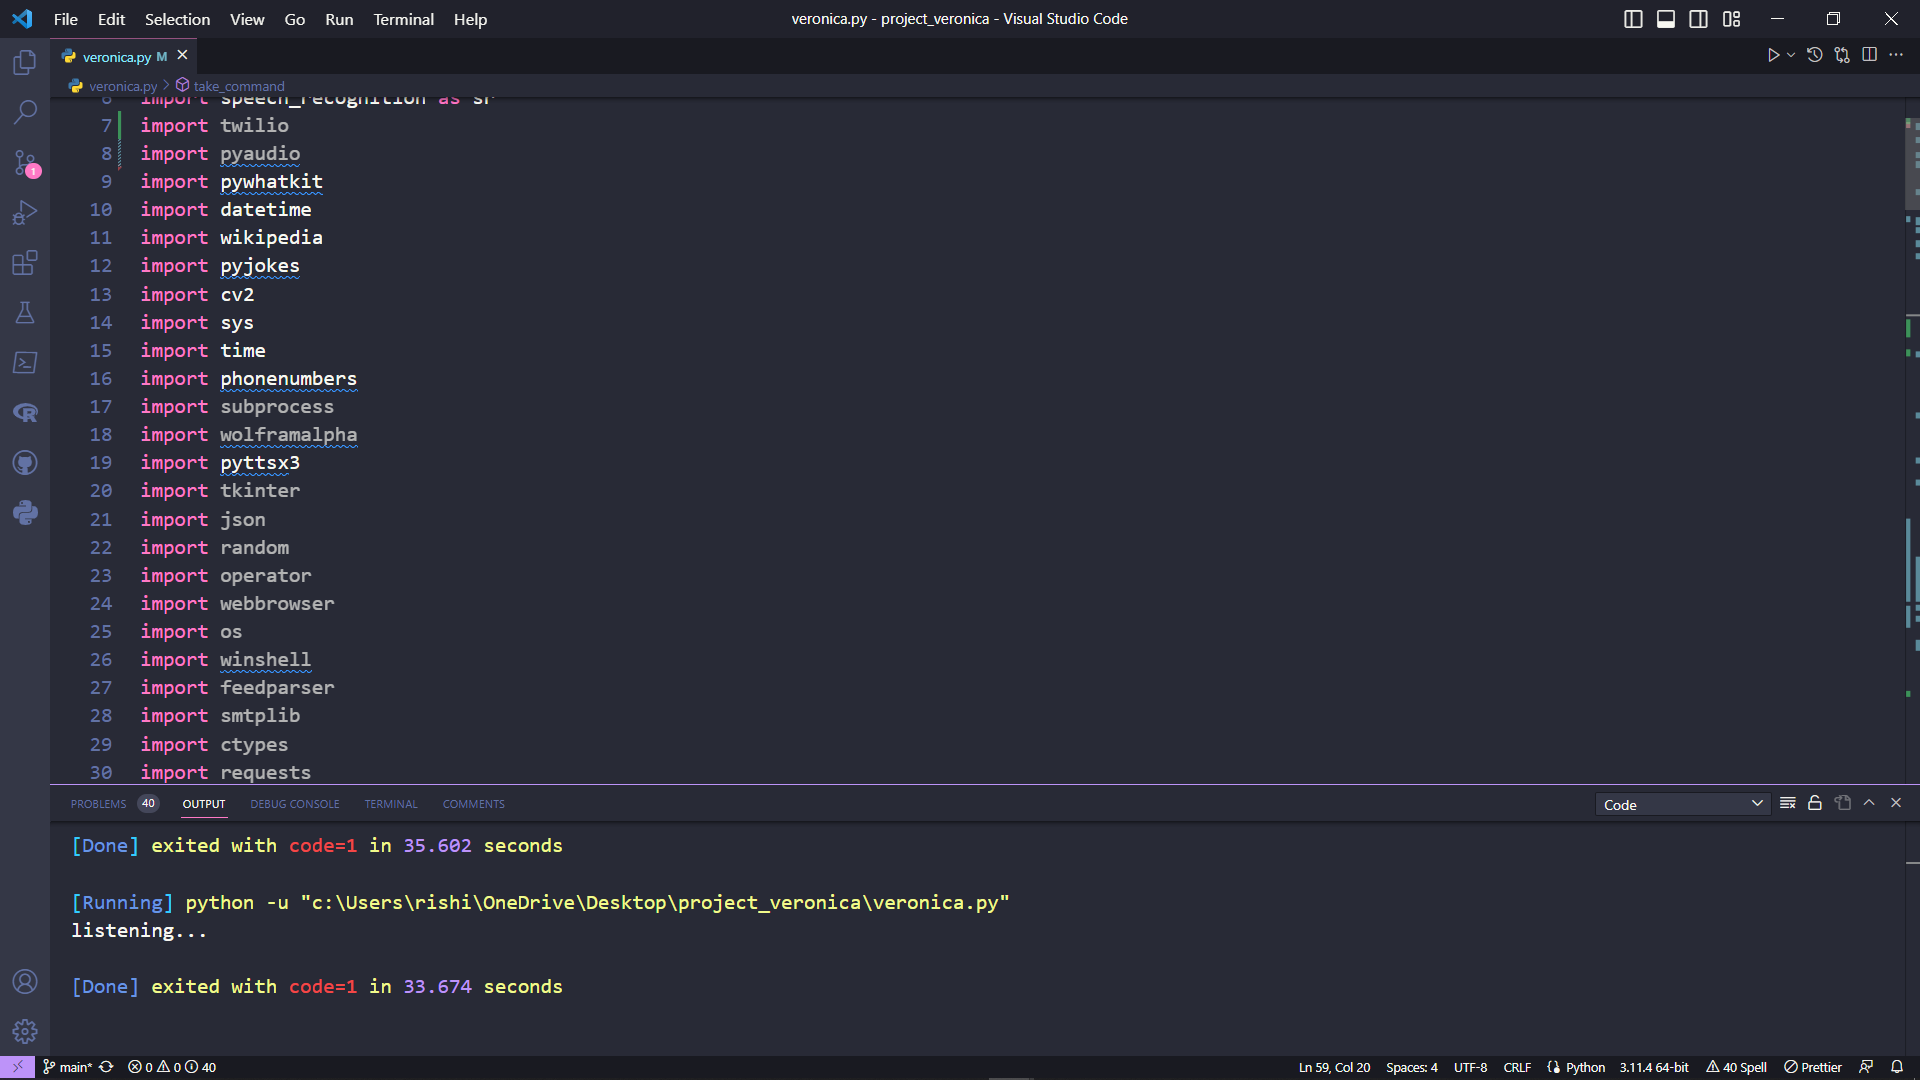 File Edit Selection View Go Run Terminal Help
veronica.py - project_veronica - Visual Studio Code
veronica.py M
veronica.py > take_command
6 import speech_recognition as sr
7 import twilio
8 import pyaudio
9 import pywhatkit
10 import datetime
11 import wikipedia
12 import pyjokes
13 import cv2
14 import sys
15 import time
16 import phonenumbers
17 import subprocess
18 import wolframalpha
19 import pyttsx3
20 import tkinter
21 import json
22 import random
23 import operator
24 import webbrowser
25 import os
26 import winshell
27 import feedparser
28 import smtplib
29 import ctypes
30 import requests
1
PROBLEMS 40 OUTPUT DEBUG CONSOLE TERMINAL COMMENTS
Code
[Done] exited with code=1 in 35.602 seconds
[Running] python -u "c:\Users\rishi\OneDrive\Desktop\project_veronica\veronica.py"
listening...
[Done] exited with code=1 in 33.674 seconds
main* 0 0 40
Ln 59, Col 20 Spaces: 4 UTF-8 CRLF Python 3.11.4 64-bit 40 Spell Prettier